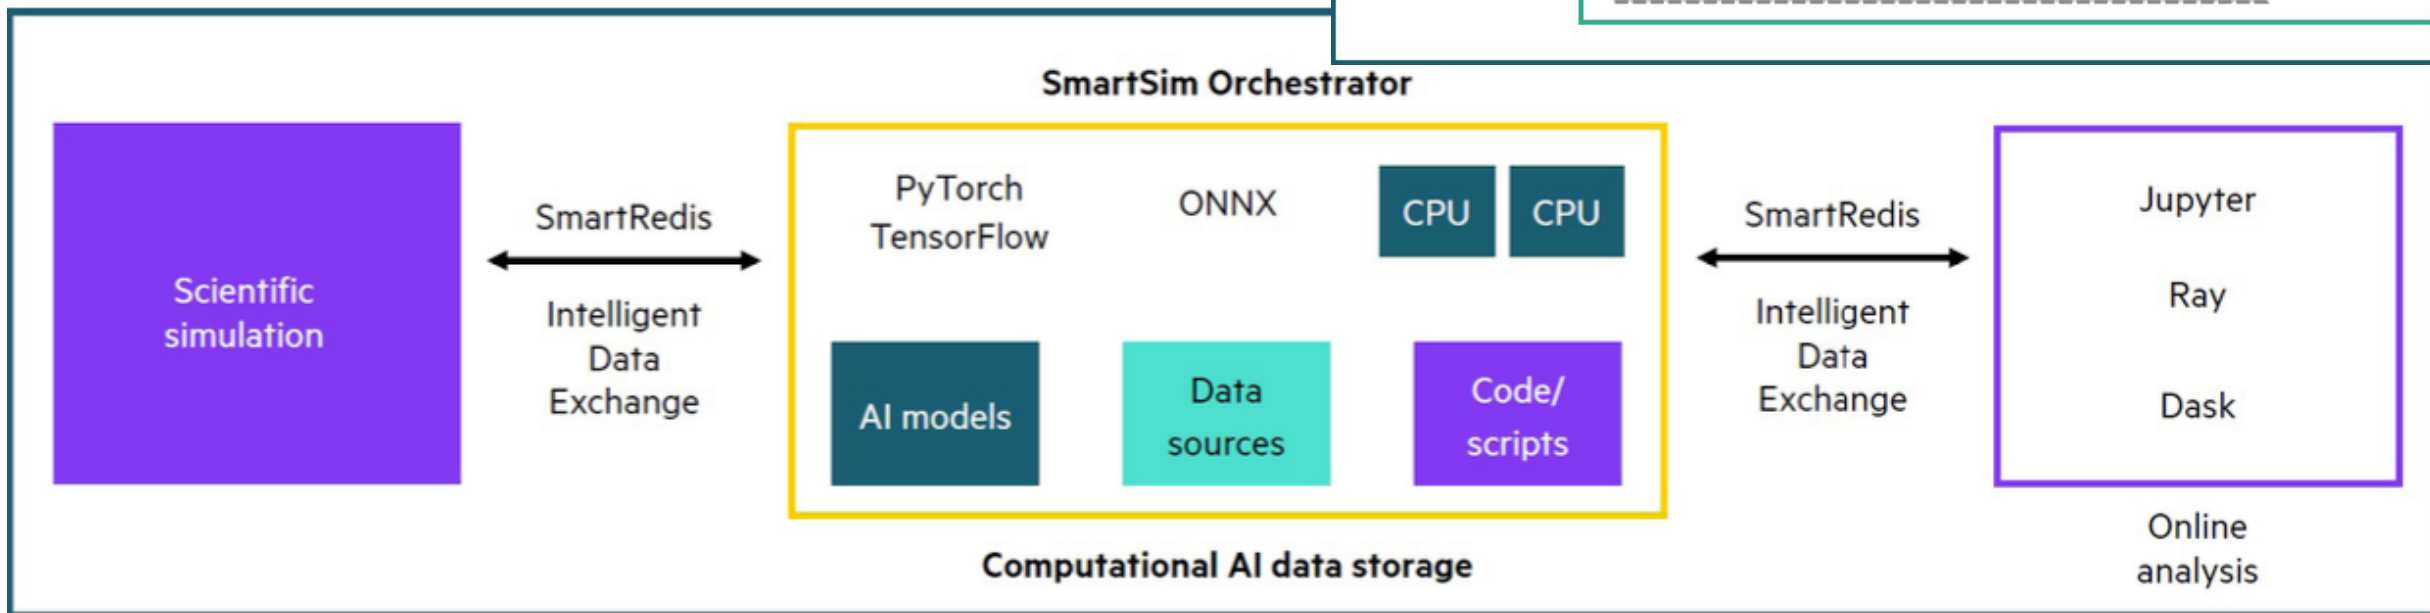 SmartSim Orchestrator
Scientific
simulation
SmartRedis
Intelligent
Data
Exchange
PyTorch
TensorFlow
ONNX
CPU
CPU
AI models
Data
sources
Code/
scripts
Computational AI data storage
SmartRedis
Intelligent
Data
Exchange
Jupyter
Ray
Dask
Online
analysis